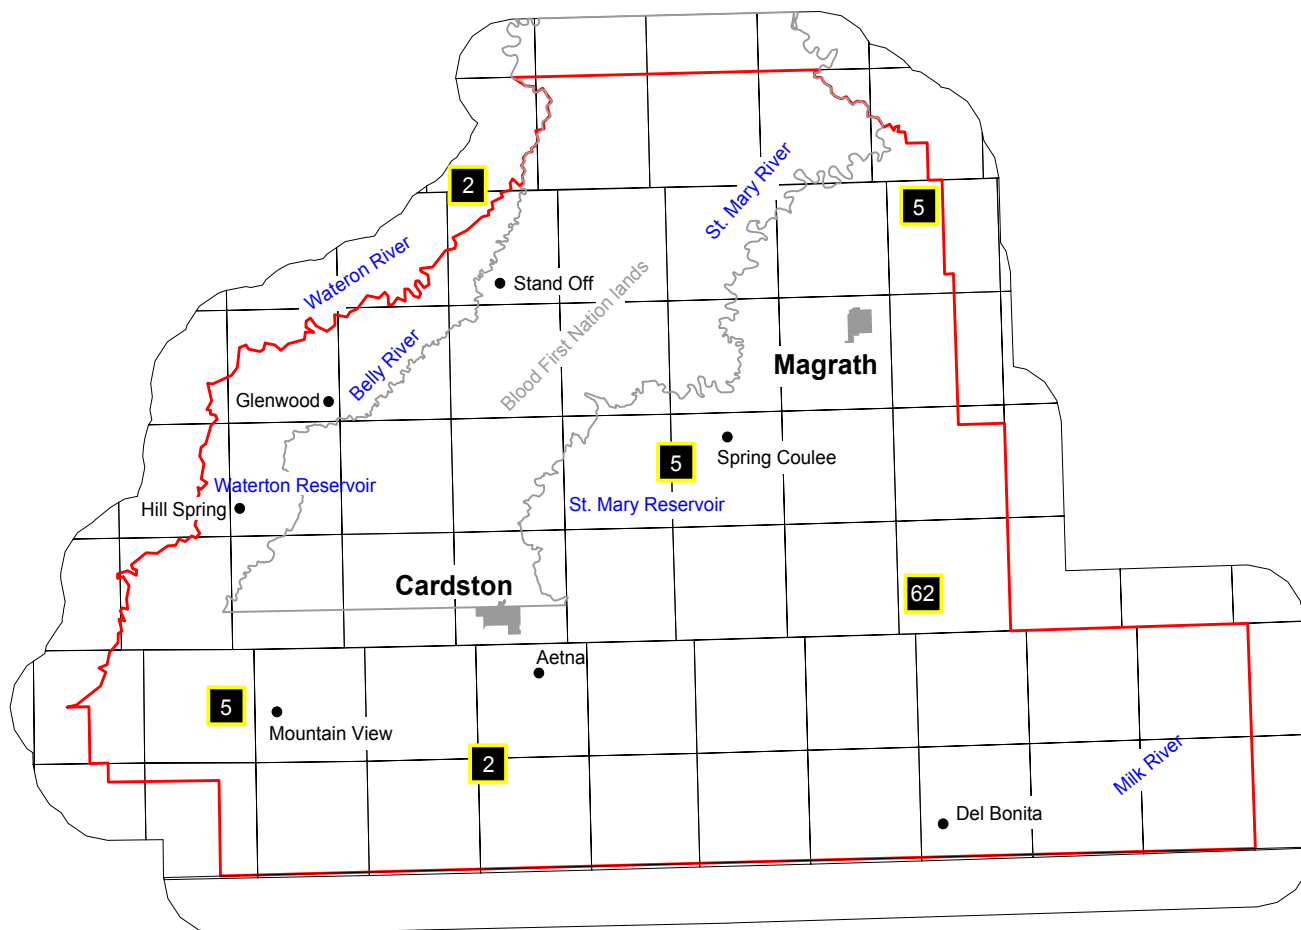 2
St. Mary River
5
Wateron River
Stand Off
Blood First Nation lands
Belly River
Magrath
Glenwood
5
Spring Coulee
Waterton Reservoir
St. Mary Reservoir
Hill Spring
Cardston
62
Aetna
5
Mountain View
2
Milk River
Del Bonita